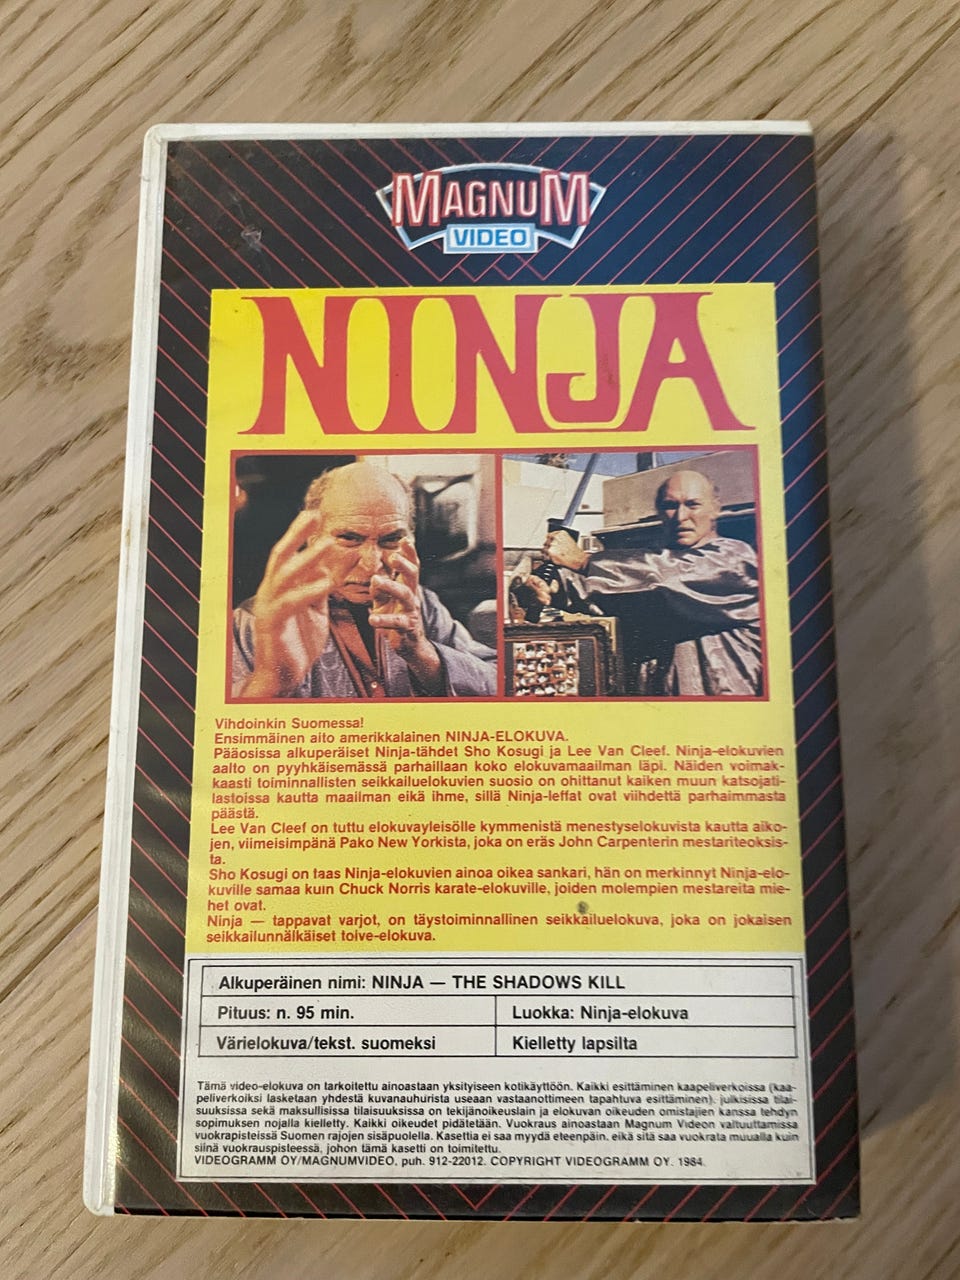 MAGNUM
VIDEO
NINJA
Vihdoinkin Suomessa!
Ensimmäinen aito amerikkalainen NINJA-ELOKUVA.
Pääosissa alkuperäiset Ninja-tähdet Sho Kosugi ja Lee Van Cleef. Ninja-elokuvien
aalto on pyyhkäisemässä parhaillaan koko elokuvamaailman läpi. Näiden voimak-
kaasti toiminnallisten seikkailuelokuvien suosio on ohittanut kaiken muun katsojati-
lastoissa kautta maailman eikä ihme, sillä Ninja-leffat ovat viihdettä parhaimmasta
päästä.
Lee Van Cleef on tuttu elokuvayleisölle kymmenistä menestyselokuvista kautta aiko-
jen, viimeisimpänä Pako New Yorkista, joka on eräs John Carpenterin mestariteoksis-
ta.
Sho Kosugi on taas Ninja-elokuvien ainoa oikea sankari, hän on merkinnyt Ninja-elo-
kuville samaa kuin Chuck Norris karate-elokuville, joiden molempien mestareita mie-
het ovat.
Ninja — tappavat varjot, on täystoiminnallinen seikkailuelokuva, joka on jokaisen
seikkailunnälkäiset toive-elokuva.
Alkuperäinen nimi: NINJA — THE SHADOWS KILL
Pituus: n. 95 min. Luokka: Ninja-elokuva
Värielokuva/tekst. suomeksi Kielletty lapsilta
Tämä video-elokuva on tarkoitettu ainoastaan yksityiseen kotikäyttöön. Kaikki esittäminen kaapeliverkoissa (kaa-
peliverkoiksi lasketaan yhdestä kuvanauhurista useaan vastaanottimeen tapahtuva esittäminen), julkisissa tilai-
suuksissa sekä maksullisissa tilaisuuksissa on tekijänoikeuslain ja elokuvan oikeuden omistajien kanssa tehdyn
sopimuksen nojalla kielletty. Kaikki oikeudet pidätetään. Vuokraus ainoastaan Magnum Videon valtuuttamissa
vuokrapisteissä Suomen rajojen sisäpuolella. Kasettia ei saa myydä eteenpäin, eikä sitä saa vuokrata muualla kuin
siinä vuokrauspisteessä, johon tämä kasetti on toimitettu.
VIDEOGRAMM OY/MAGNUMVIDEO, puh. 912-22012. COPYRIGHT VIDEOGRAMM OY. 1984.